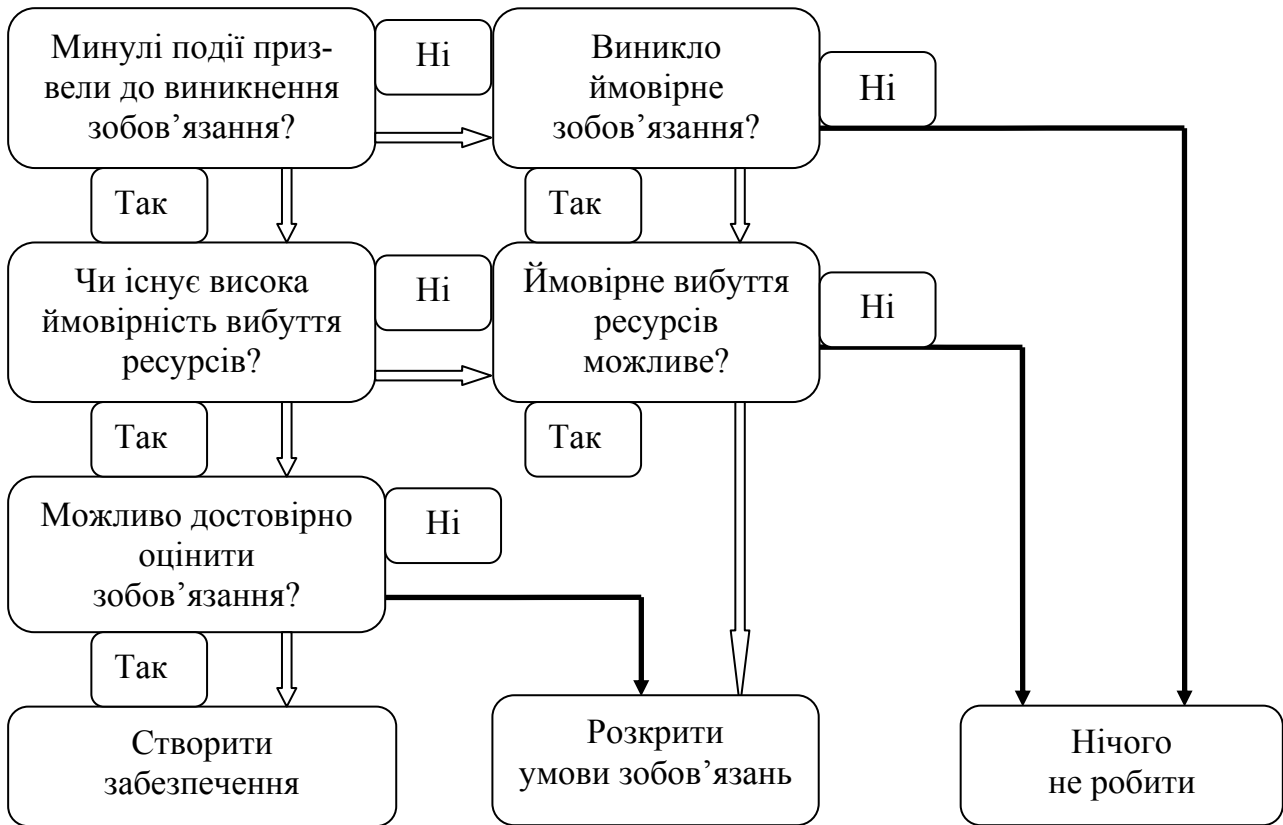 Минулі події приз-
вели до виникнення
зобов’язання?
Ні
Виникло
ймовірне
зобов’язання?
Ні
Так
Так
Чи існує висока
ймовірність вибуття
ресурсів?
Ні
Ймовірне вибуття
ресурсів
можливе?
Ні
Так
Так
Можливо достовірно
оцінити
зобов’язання?
Ні
Так
Створити
забезпечення
Розкрити
умови зобов’язань
Нічого
не робити